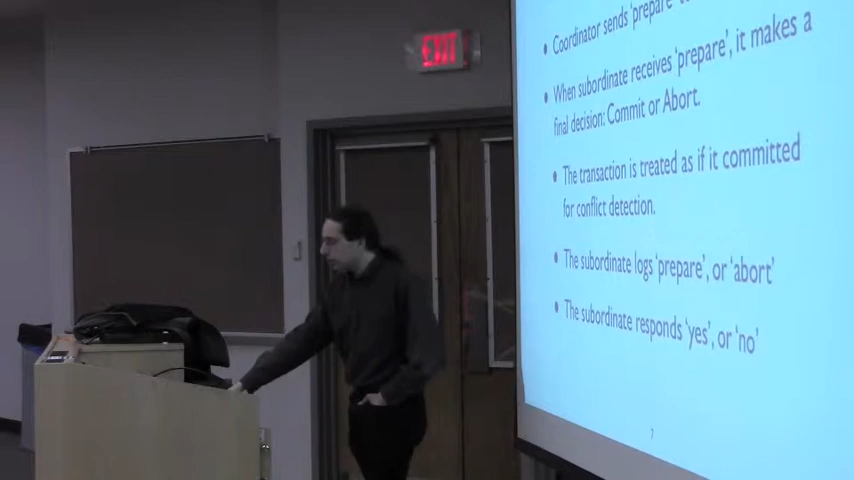 EXIT
• Coordinator sends 'prepare'
• When subordinate receives 'prepare', it makes a
final decision: Commit or Abort.
• The transaction is treated as if it committed
for conflict detection.
• The subordinate logs 'prepare', or 'abort'
• The subordinate responds 'yes', or 'no'
7